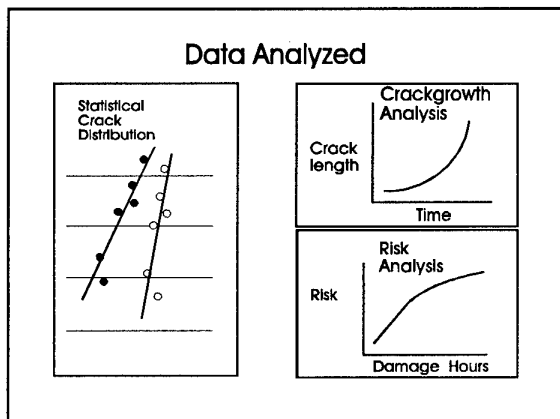 Data Analyzed
Statistical
Crack
Distribution
Crackgrowth
Analysis
Crack
length
Time
Risk
Analysis
Risk
Damage Hours